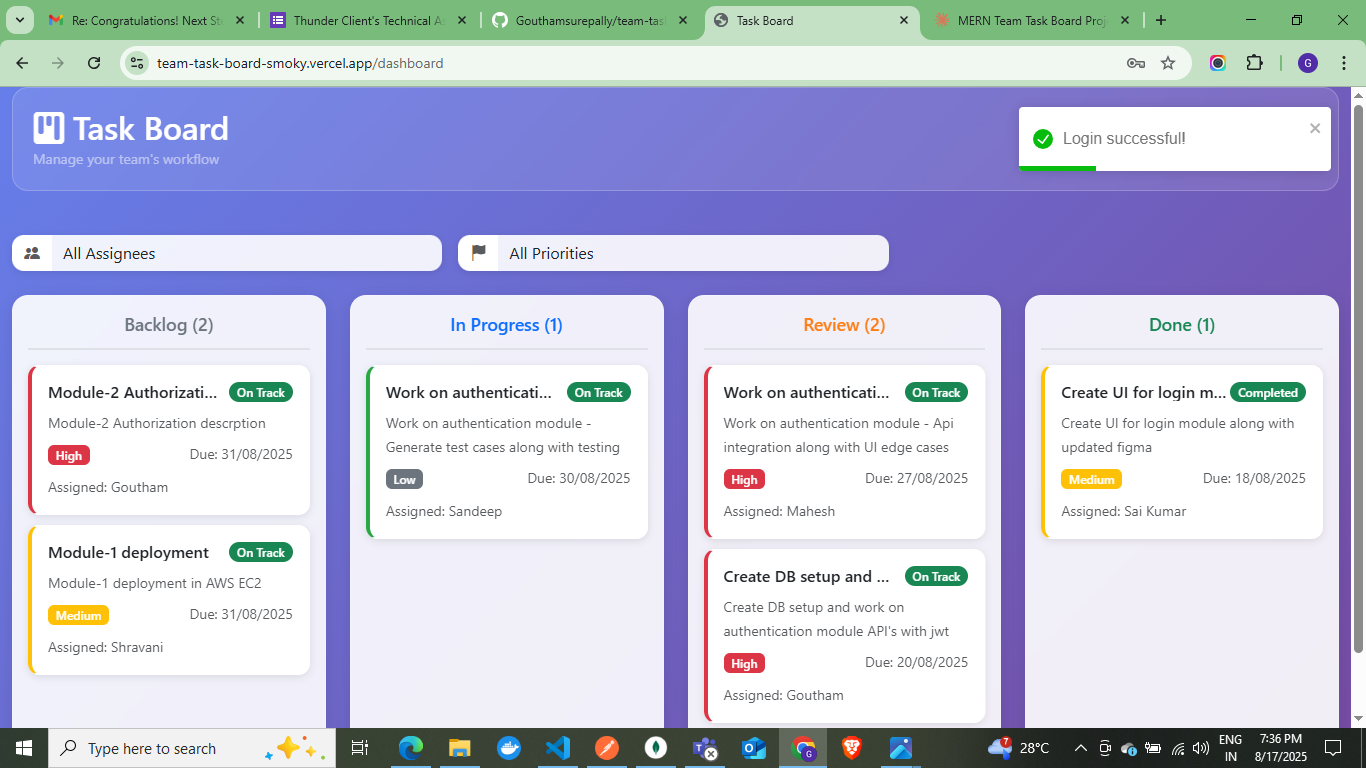 Re: Congratulations! Next St
Thunder Client's Technical A
Gouthamsurepally/team-tas
Task Board
MERN Team Task Board Proj
team-task-board-smoky.vercel.app/dashboard
G
Task Board
Manage your team's workflow
Login successful!
All Assignees
All Priorities
Backlog (2)
Module-2 Authorizati...
On Track
Module-2 Authorization descrption
High
Due: 31/08/2025
Assigned: Goutham
Module-1 deployment
On Track
Module-1 deployment in AWS EC2
Medium
Due: 31/08/2025
Assigned: Shravani
In Progress (1)
Work on authenticati...
On Track
Work on authentication module -
Generate test cases along with testing
Low
Due: 30/08/2025
Assigned: Sandeep
Review (2)
Work on authenticati...
On Track
Work on authentication module - Api
integration along with UI edge cases
High
Due: 27/08/2025
Assigned: Mahesh
Create DB setup and ...
On Track
Create DB setup and work on
authentication module API's with jwt
High
Due: 20/08/2025
Assigned: Goutham
Done (1)
Create UI for login m...
Completed
Create UI for login module along with
updated figma
Medium
Due: 18/08/2025
Assigned: Sai Kumar
Type here to search
G
7
28°C
ENG
IN
7:36 PM
8/17/2025